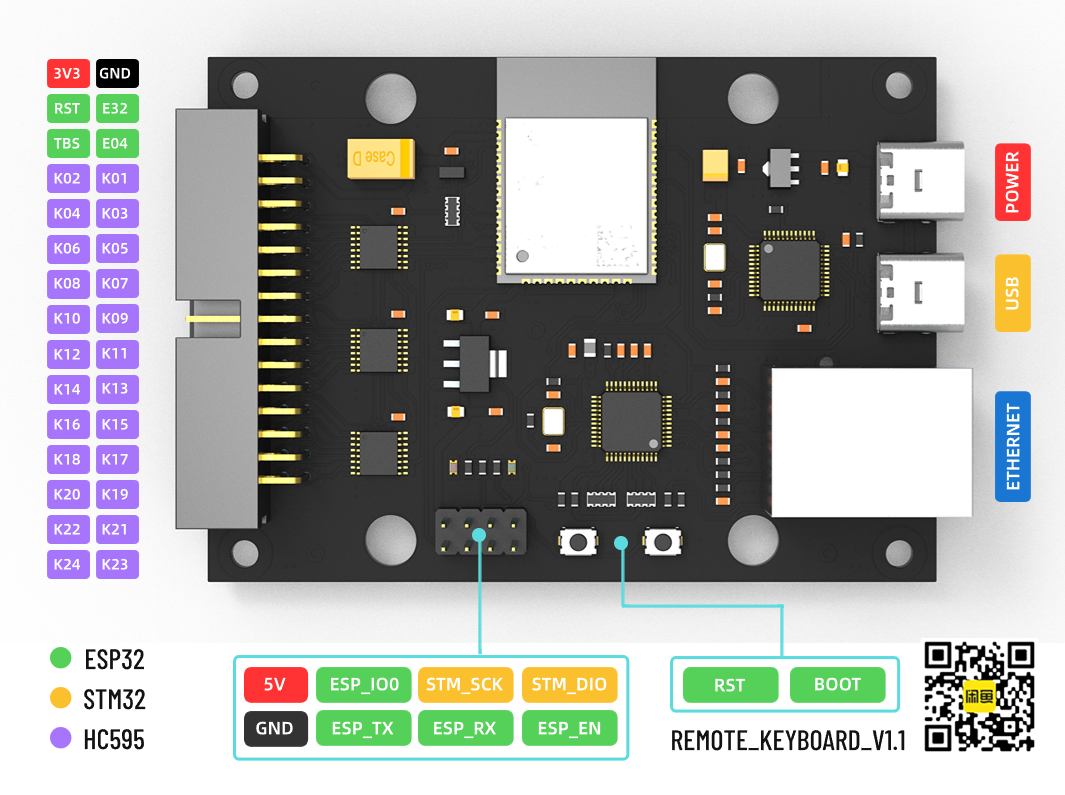 3V3 GND
RST E32
TBS E04
K02 K01
K04 K03
K06 K05
K08 K07
K10 K09
K12 K11
K14 K13
K16 K15
K18 K17
K20 K19
K22 K21
K24 K23
Case D
POWER
USB
ETHERNET
ESP32
STM32
HC595
5V ESP_IO0 STM_SCK STM_DIO
GND ESP_TX ESP_RX ESP_EN
RST BOOT
REMOTE_KEYBOARD_V1.1
闲鱼